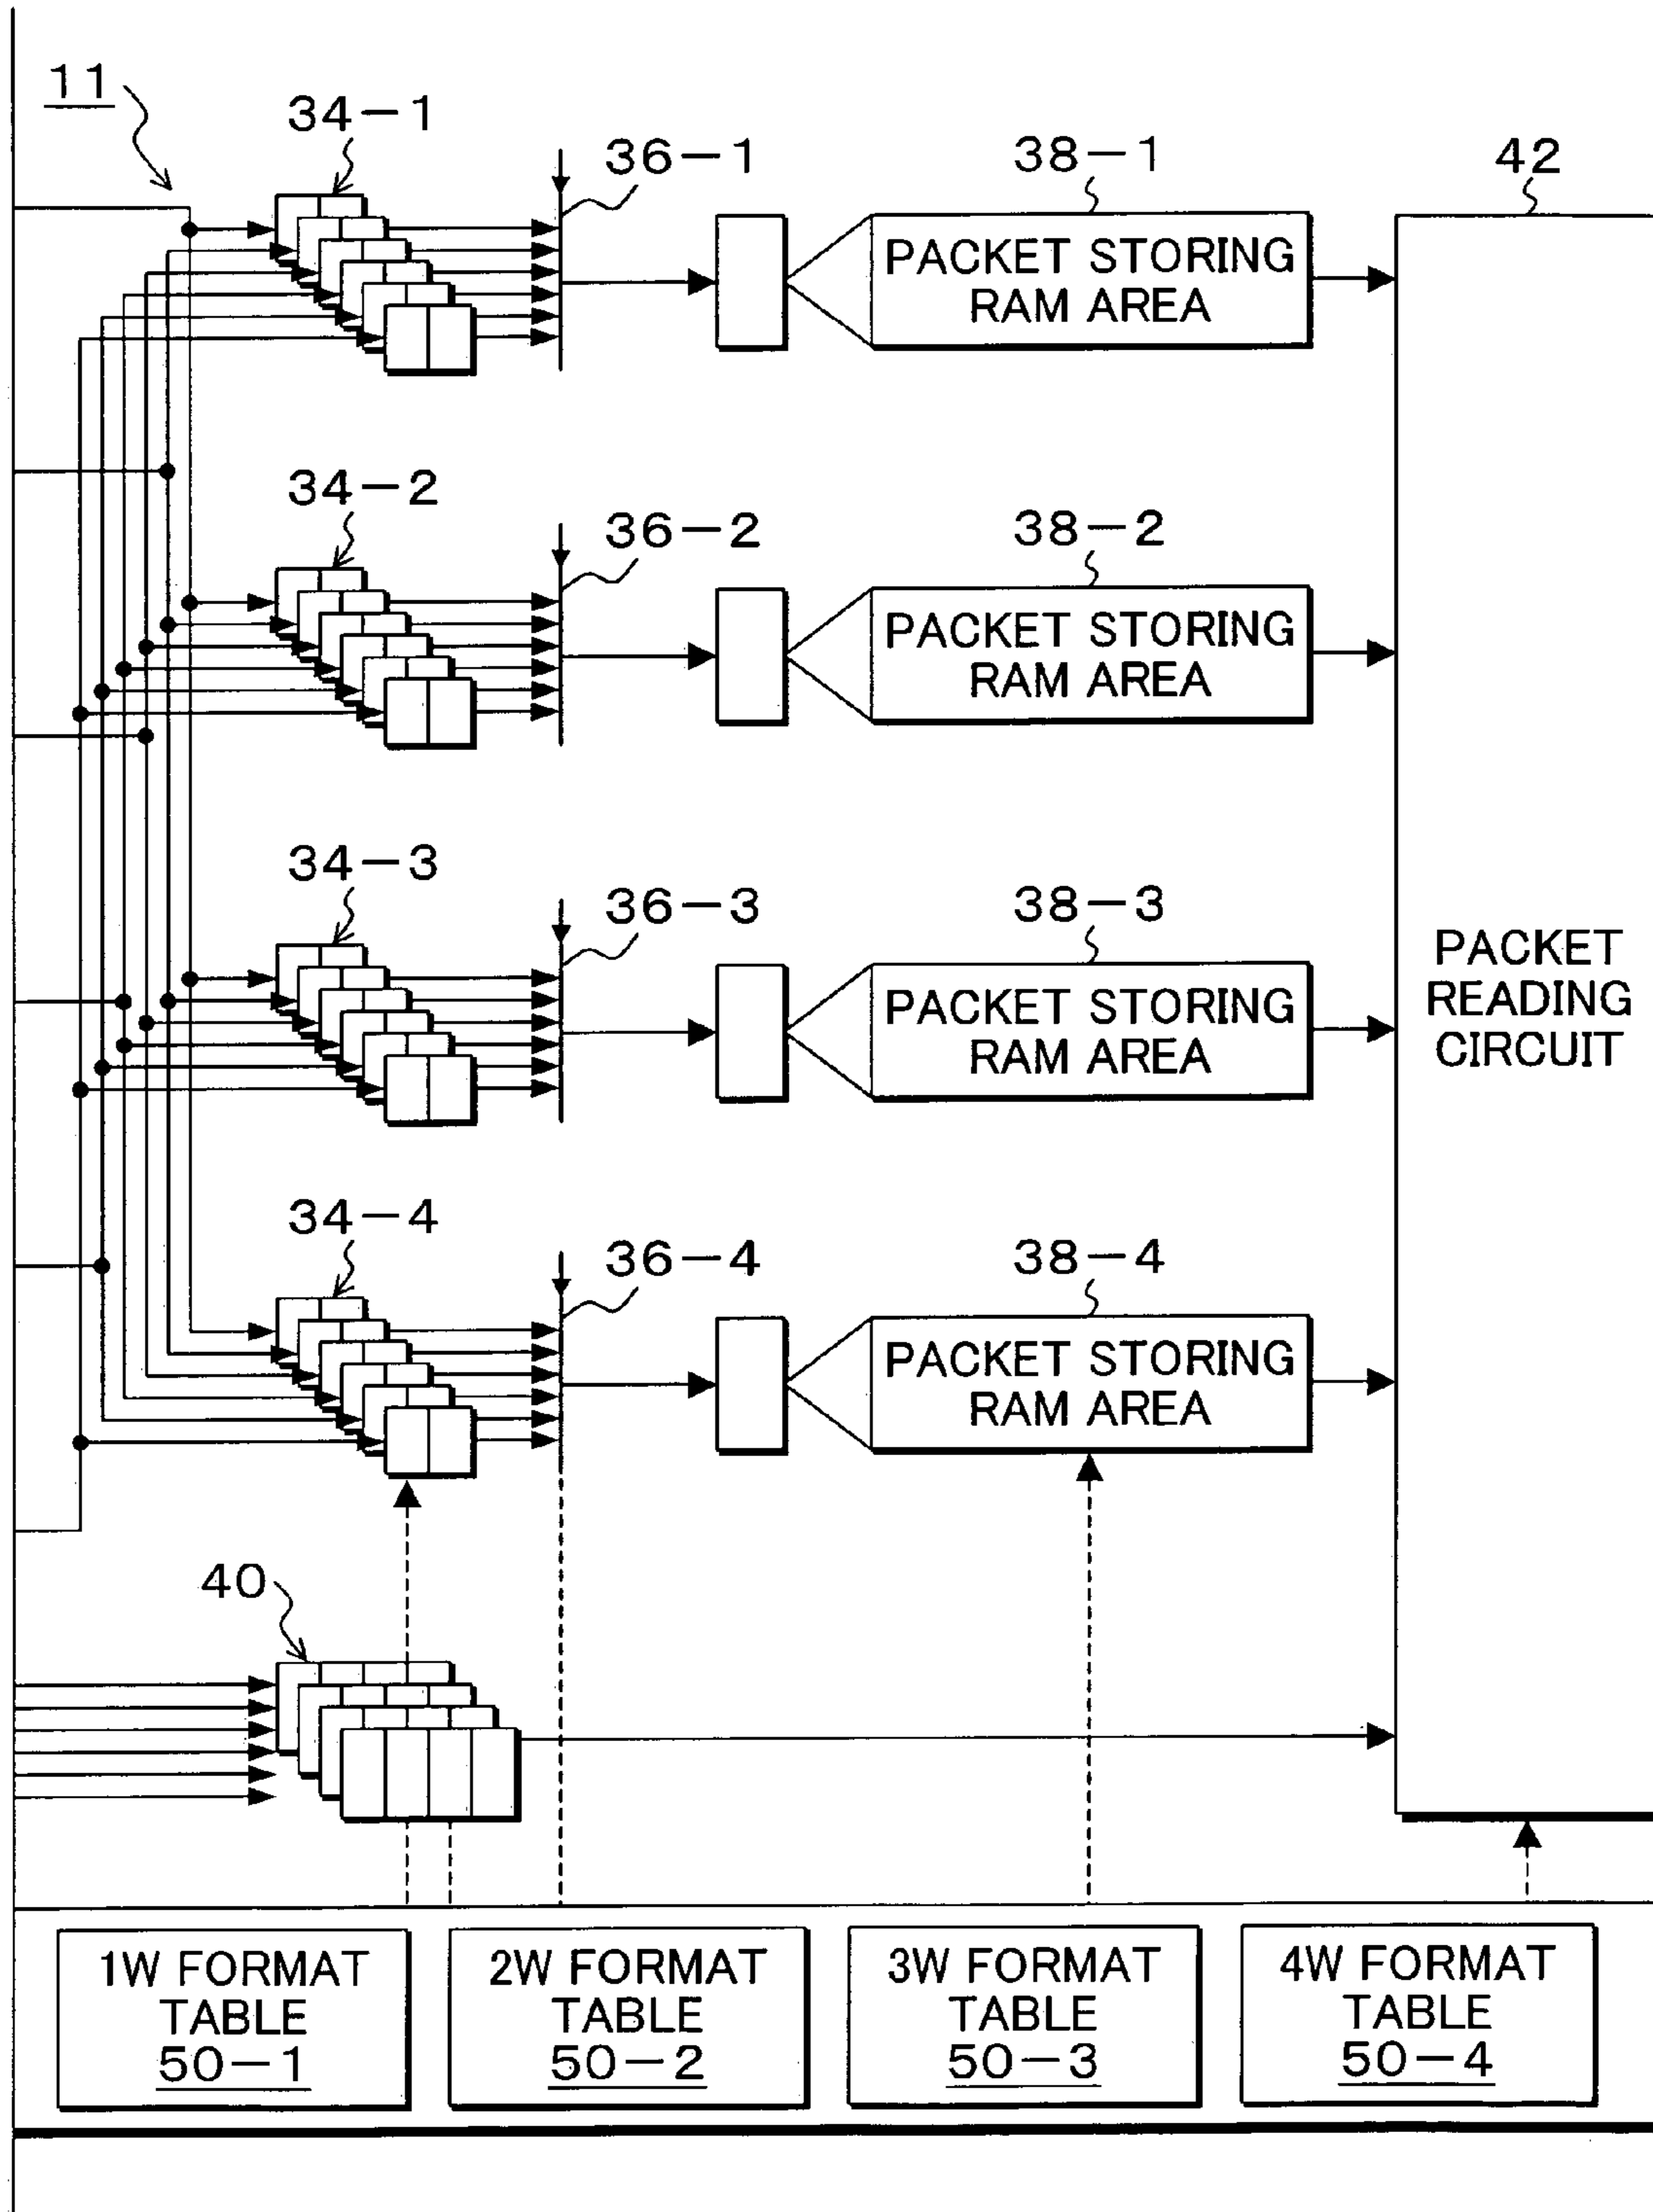 11
34-1
36-1
38-1
42
PACKET STORING
RAM AREA
34-2
36-2
38-2
PACKET STORING
RAM AREA
34-3
36-3
38-3
PACKET STORING
RAM AREA
PACKET
READING
CIRCUIT
34-4
36-4
38-4
PACKET STORING
RAM AREA
40
1W FORMAT
TABLE
50-1
2W FORMAT
TABLE
50-2
3W FORMAT
TABLE
50-3
4W FORMAT
TABLE
50-4